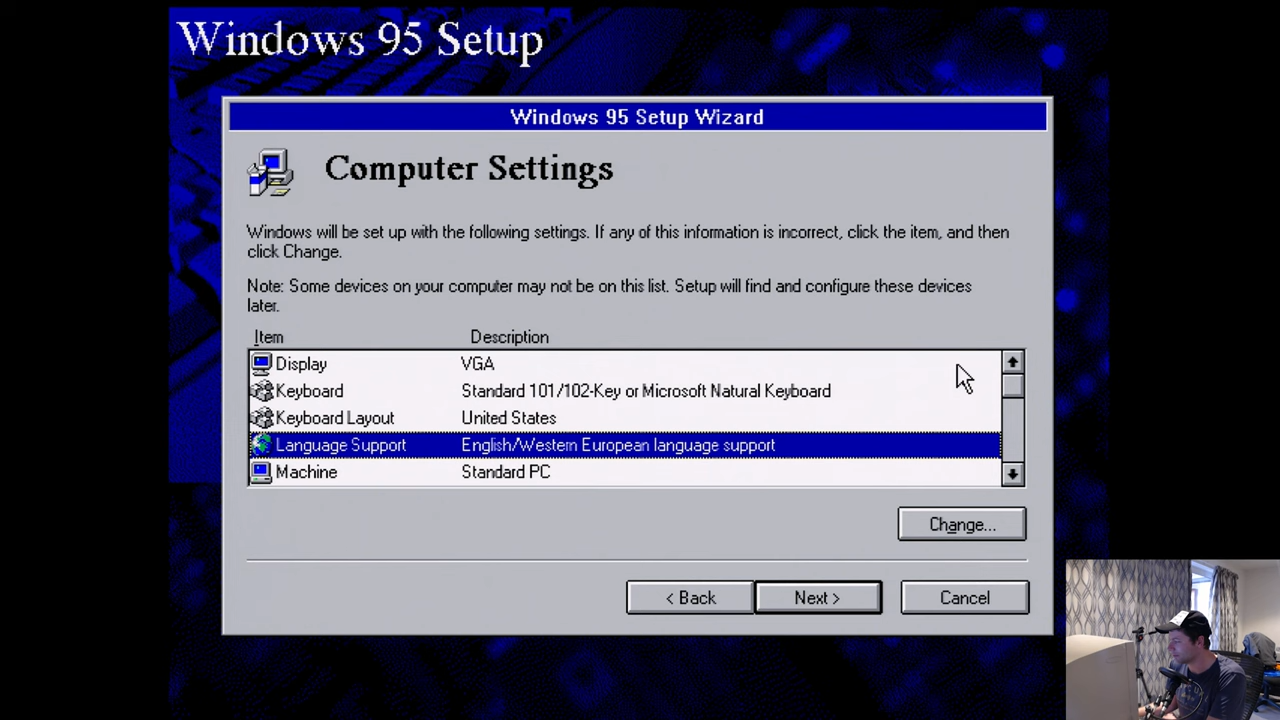 Windows 95 Setup
Windows 95 Setup Wizard
Computer Settings
Windows will be set up with the following settings. If any of this information is incorrect, click the item, and then
click Change.
Note: Some devices on your computer may not be on this list. Setup will find and configure these devices
later.
Item Description
Display VGA
Keyboard Standard 101/102-Key or Microsoft Natural Keyboard
Keyboard Layout United States
Language Support English/Western European language support
Machine Standard PC
Change...
< Back Next > Cancel